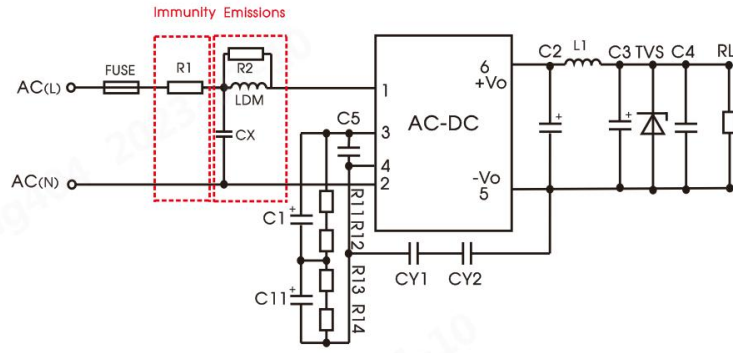 Immunity Emissions
FUSE
R1
R2
LDM
CX
AC(L)
AC(N)
1
2
3
4
5
6
+Vo
-Vo
AC-DC
C5
C1
C11
R11
R12
R13
R14
CY1
CY2
C2
L1
C3
TVS
C4
RL